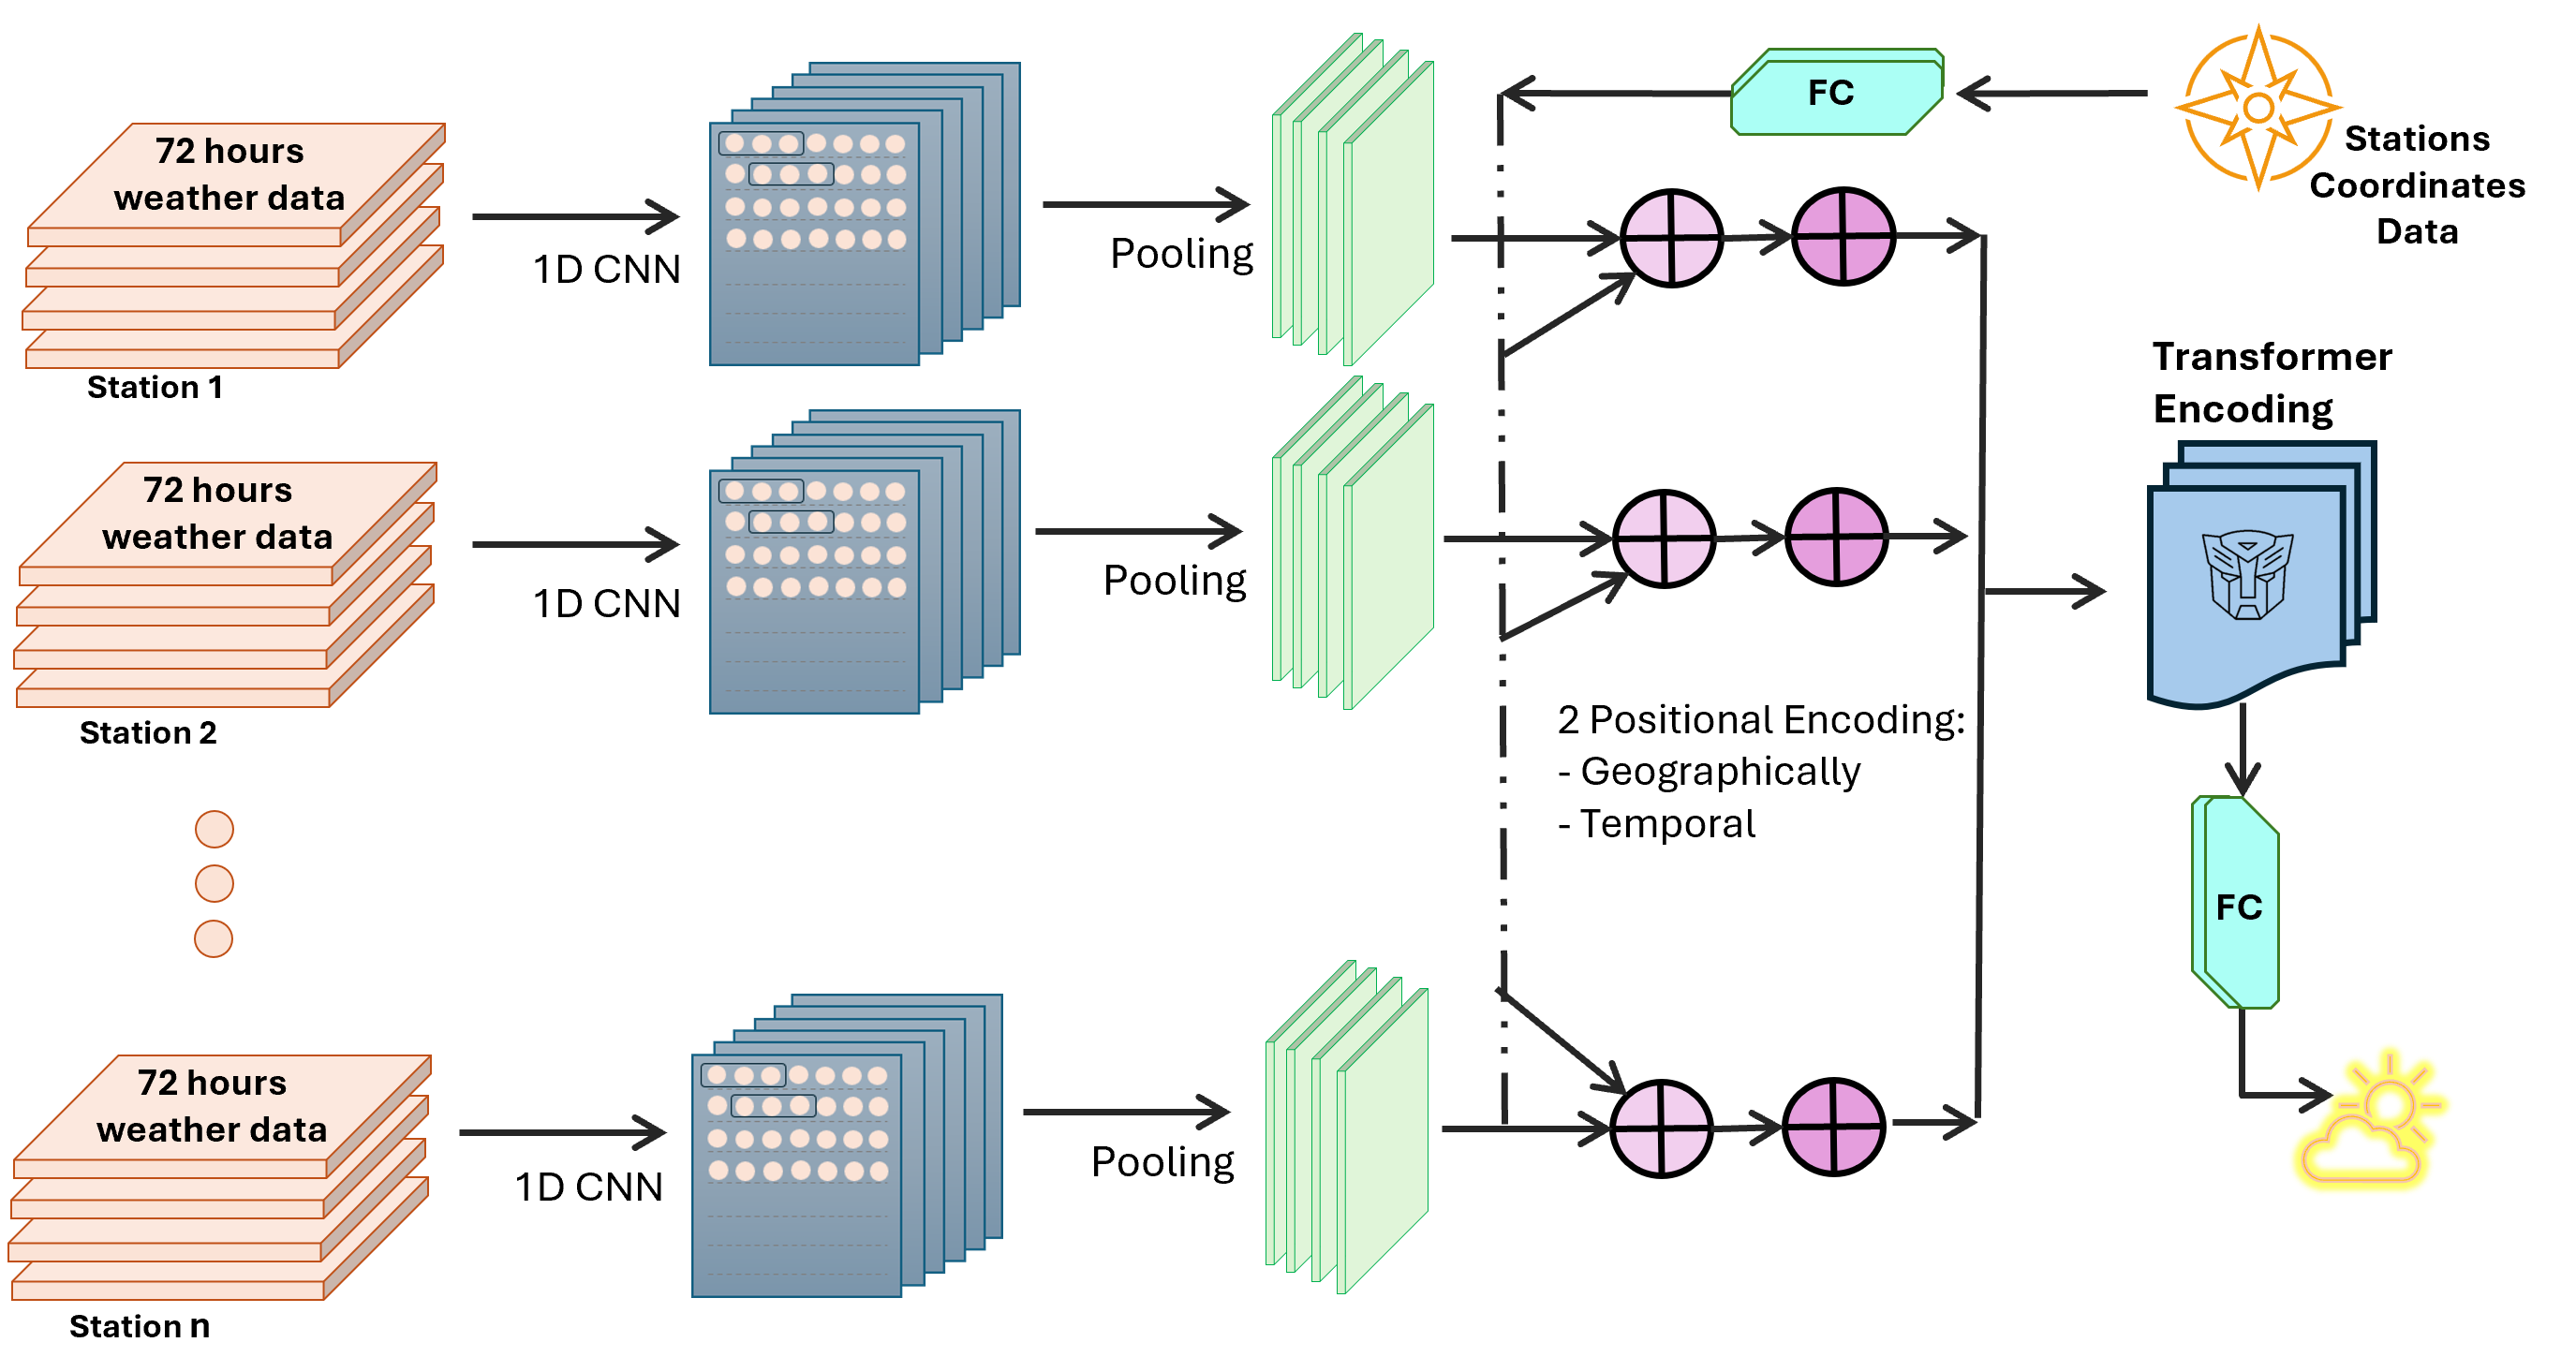 72 hours
weather data
Station 1
1D CNN
Pooling
FC
Stations
Coordinates
Data
72 hours
weather data
Station 2
1D CNN
Pooling
2 Positional Encoding:
- Geographically
- Temporal
Transformer
Encoding
FC
72 hours
weather data
Station n
1D CNN
Pooling